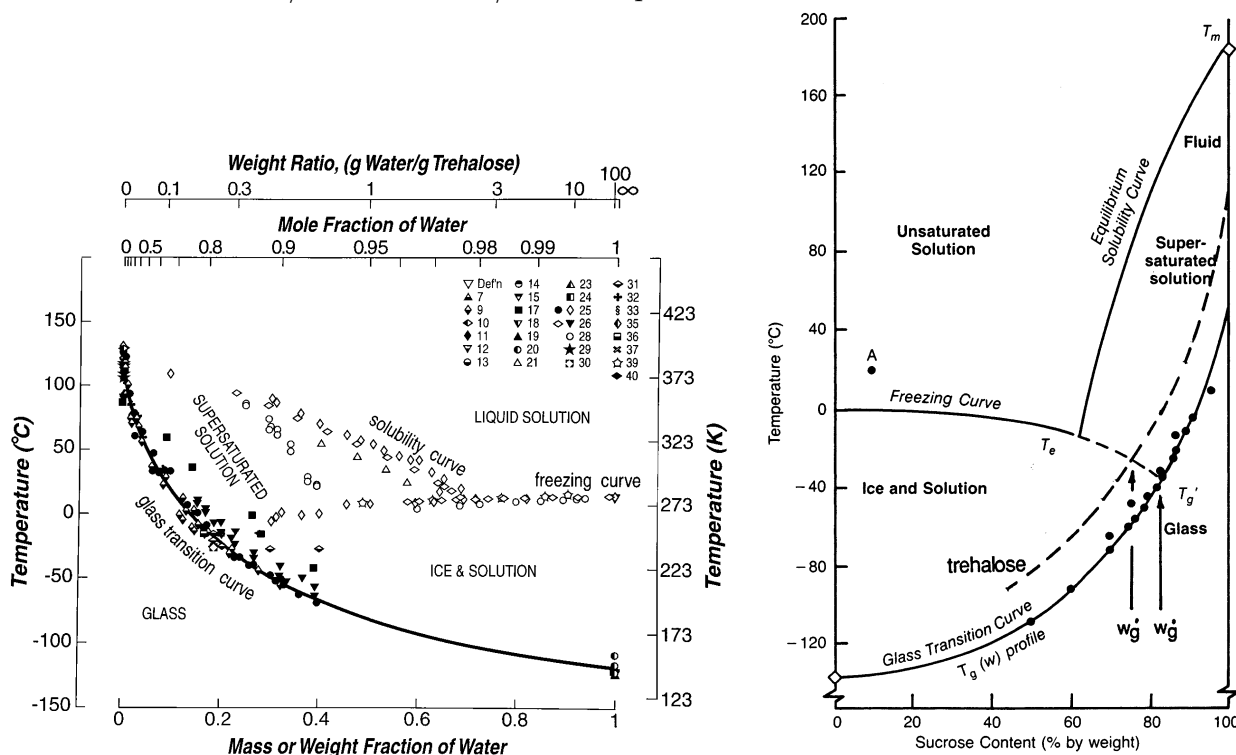 Weight Ratio, (g Water/g Trehalose)
0 0.1 0.3 1 3 10 100 ∞
Mole Fraction of Water
0 0.5 0.8 0.9 0.95 0.98 0.99 1
Def'n 14 23 31
7 15 24 32
9 17 25 33
10 18 26 35
11 19 28 36
12 20 29 37
13 21 30 39
40
150
100
50
0
-50
-100
-150
Temperature (°C)
423
373
323
273
223
173
123
Temperature (K)
SUPERSATURATED
SOLUTION
LIQUID SOLUTION
solubility curve
freezing curve
glass transition curve
ICE & SOLUTION
GLASS
0 0.2 0.4 0.6 0.8 1
Mass or Weight Fraction of Water
200
160
120
80
40
0
−40
−80
−120
Temperature (°C)
Tm
Fluid
Equilibrium
Solubility Curve
Unsaturated
Solution
Super-
saturated
solution
A
Freezing Curve
Te
Ice and Solution
Tg'
Glass
trehalose
wg' wg'
Glass Transition Curve
Tg (w) profile
0 20 40 60 80 100
Sucrose Content (% by weight)